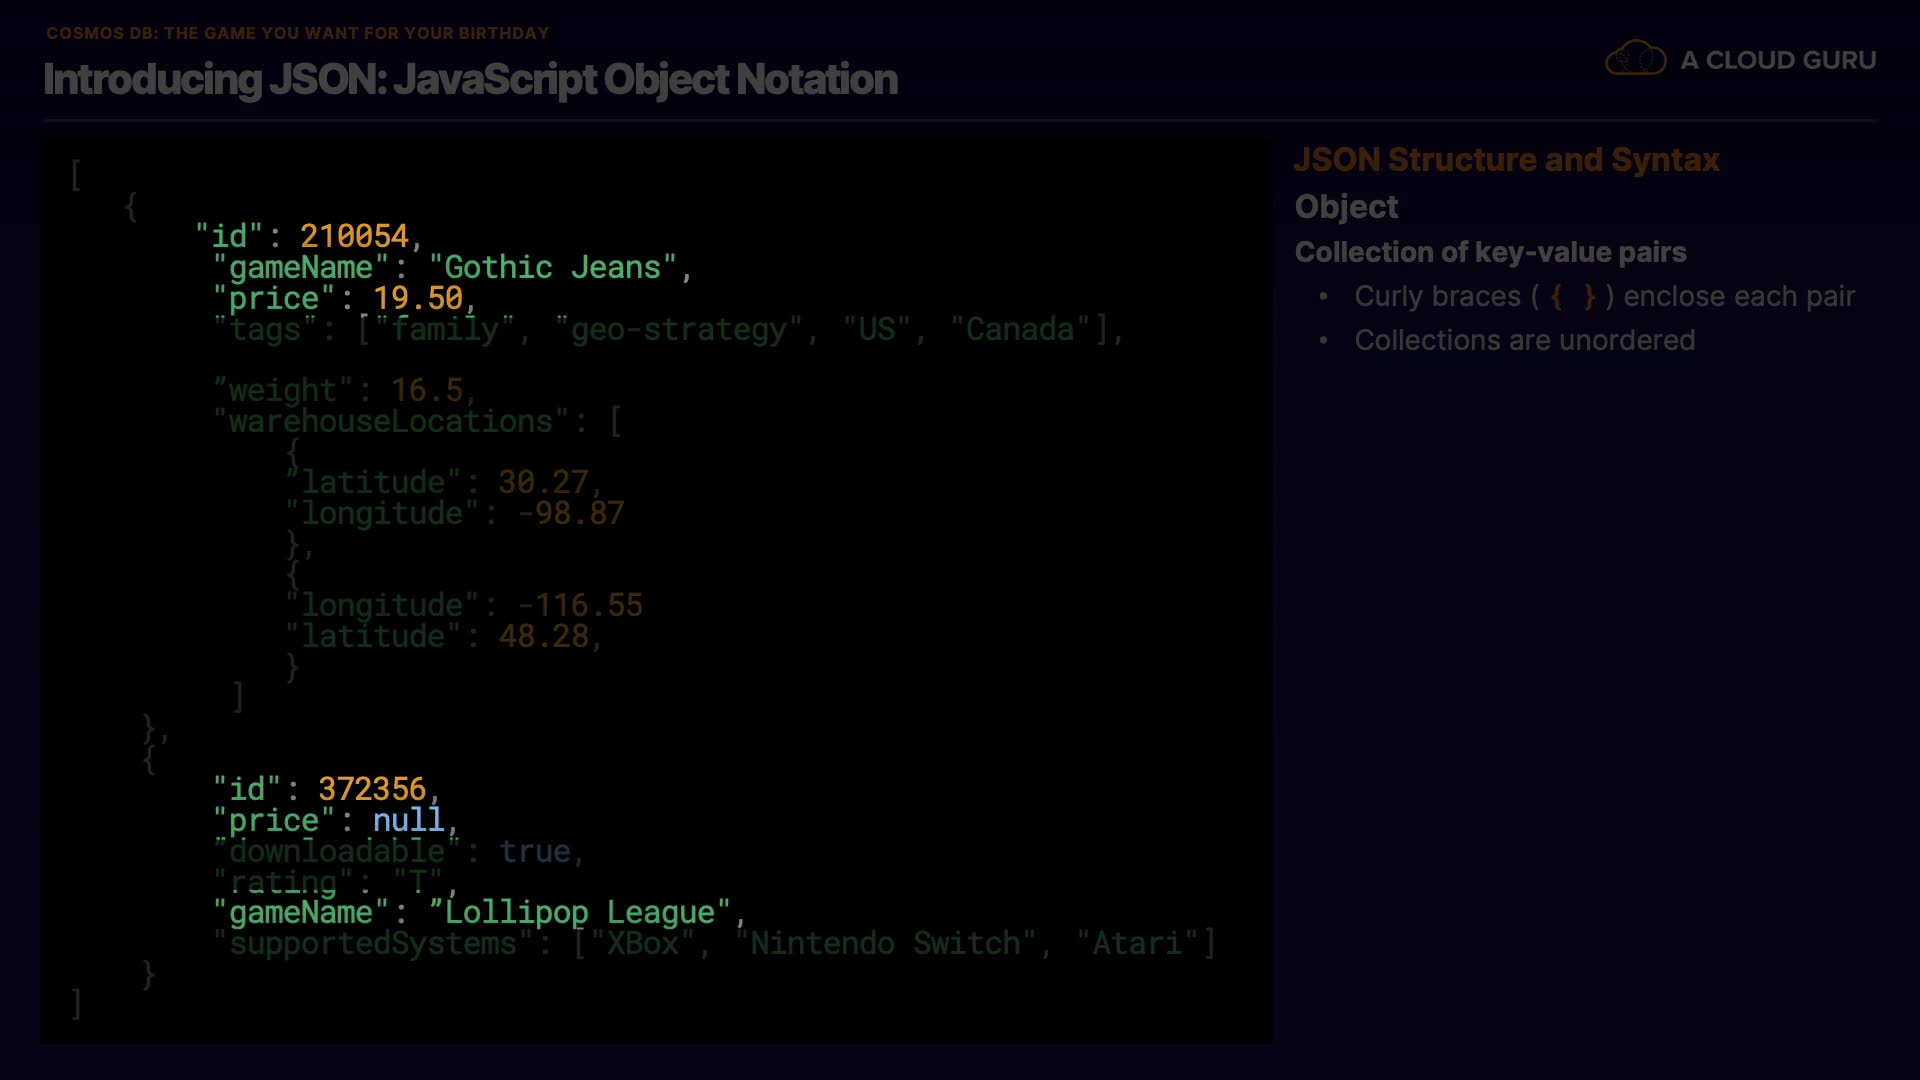 COSMOS DB: THE GAME YOU WANT FOR YOUR BIRTHDAY
Introducing JSON: JavaScript Object Notation
A CLOUD GURU
[
{
"id": 210054,
"gameName": "Gothic Jeans",
"price": 19.50,
"tags": ["family", "geo-strategy", "US", "Canada"],
”weight": 16.5,
"warehouseLocations": [
{
"latitude": 30.27,
"longitude": -98.87
},
{
"longitude": -116.55
"latitude": 48.28,
}
]
},
{
"id": 372356,
"price": null,
”downloadable": true,
"rating": "T",
"gameName": ”Lollipop League",
"supportedSystems": ["XBox", "Nintendo Switch", "Atari"]
}
]
JSON Structure and Syntax
Object
Collection of key-value pairs
• Curly braces ( { } ) enclose each pair
• Collections are unordered